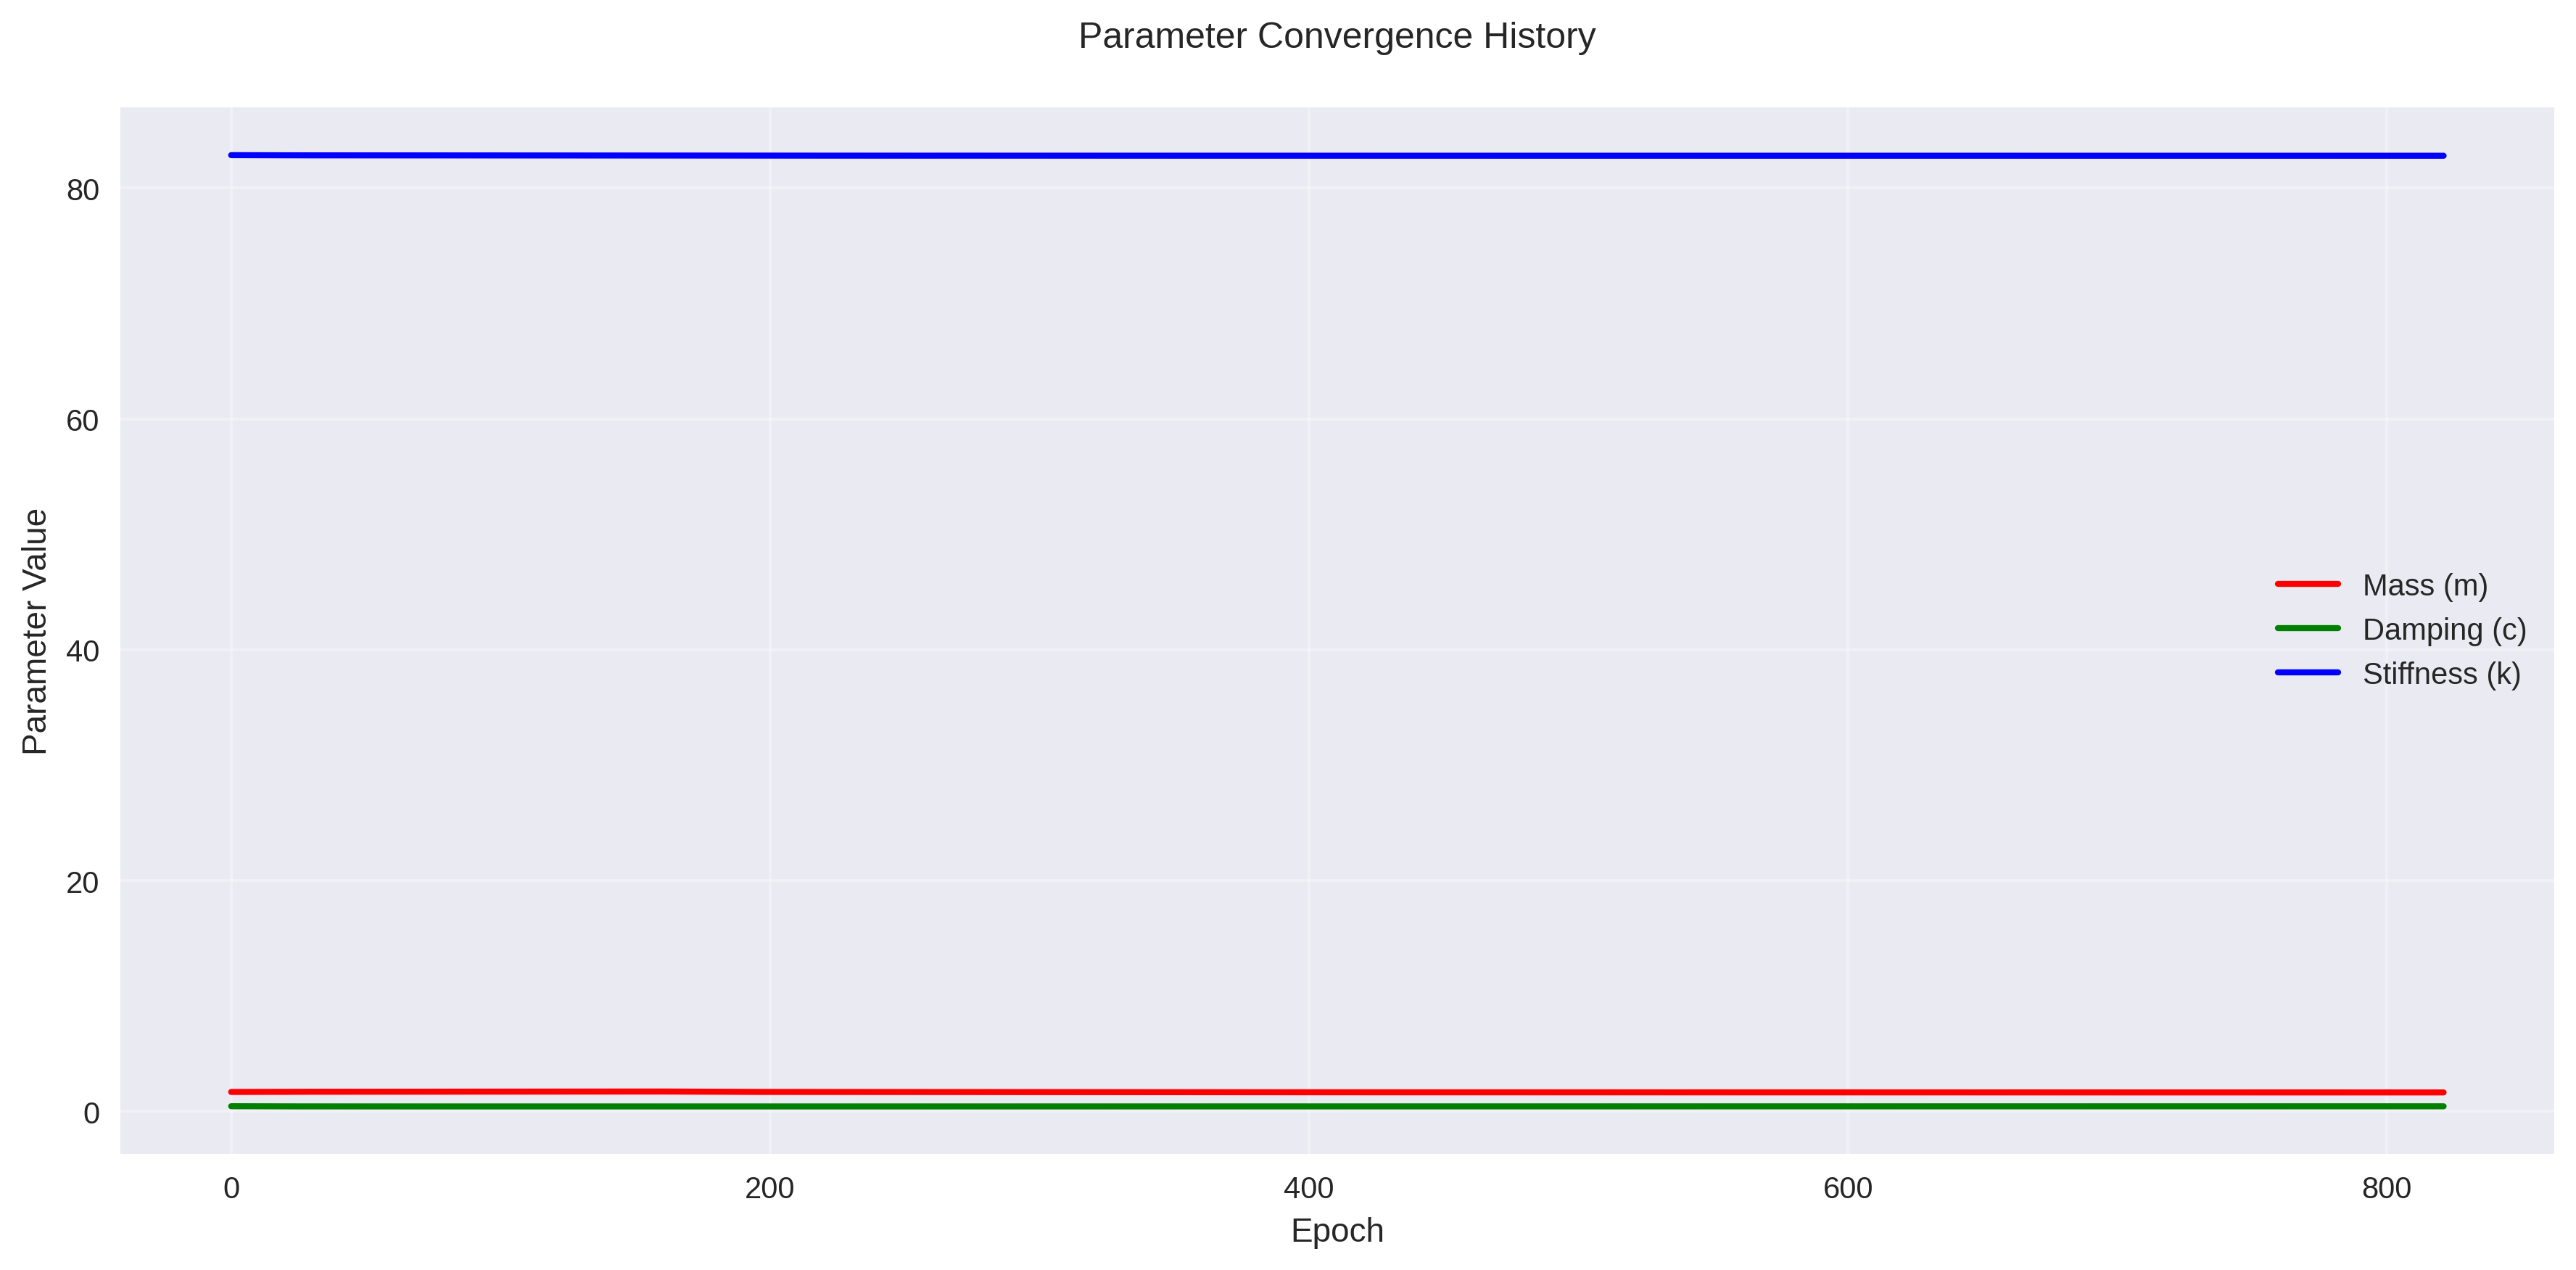 Parameter Convergence History
Parameter Value
80
60
40
20
0
Mass (m)
Damping (c)
Stiffness (k)
0 200 400 600 800
Epoch